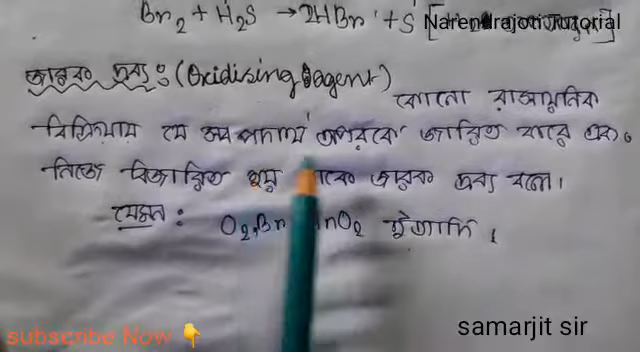 Br2 + H2S → 2HBr + S
Narendrajoti Tutorial
জারক দ্রব্য : (Oxidising agent)
কোনো রাসায়নিক
বিক্রিয়ায় যে সব পদার্থ অপরকে জারিত করে এবং
নিজে বিজারিত হয় তাকে জারক দ্রব্য বলে।
যেমন : O2, Br nO2 ইত্যাদি।
subscribe Now 👇
samarjit sir